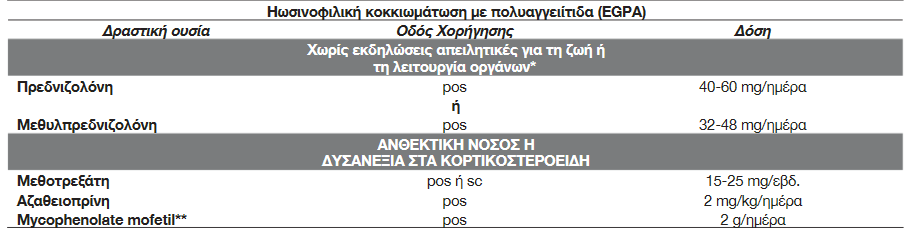 Ηωσινοφιλική κοκκιωμάτωση με πολυαγγειίτιδα (EGPA)
Δραστική ουσία Οδός Χορήγησης Δόση
Χωρίς εκδηλώσεις απειλητικές για τη ζωή ή
τη λειτουργία οργάνων*
Πρεδνιζολόνη pos 40-60 mg/ημέρα
ή
Μεθυλπρεδνιζολόνη pos 32-48 mg/ημέρα
ΑΝΘΕΚΤΙΚΗ ΝΟΣΟΣ Η
ΔΥΣΑΝΕΞΙΑ ΣΤΑ ΚΟΡΤΙΚΟΣΤΕΡΟΕΙΔΗ
Μεθοτρεξάτη pos ή sc 15-25 mg/εβδ.
Αζαθειοπρίνη pos 2 mg/kg/ημέρα
Mycophenolate mofetil** pos 2 g/ημέρα